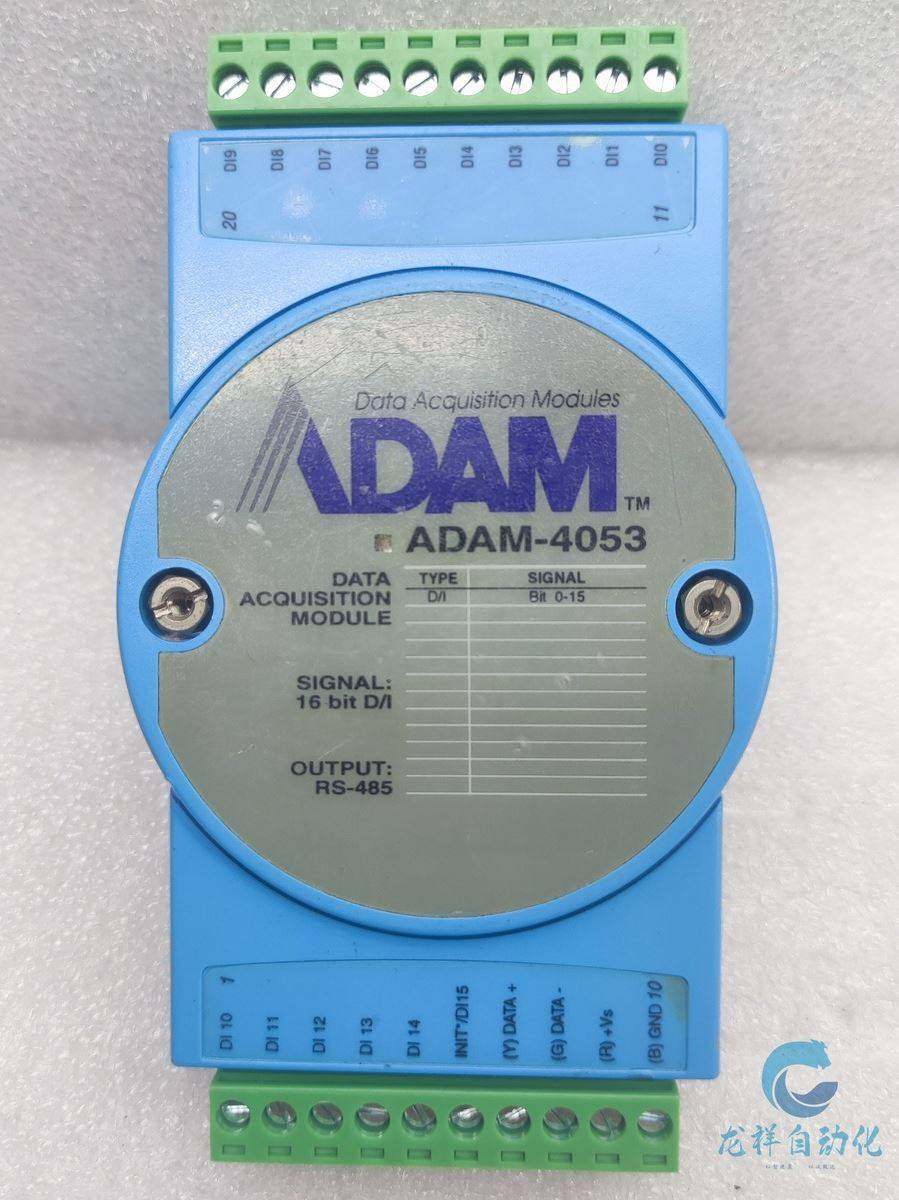 DI9 DI8 DI7 DI6 DI5 DI4 DI3 DI2 DI1 DI0
20 11
Data Acquisition Modules
ADAM TM
ADAM-4053
DATA ACQUISITION MODULE
TYPE SIGNAL
D/I Bit 0-15
SIGNAL:
16 bit D/I
OUTPUT:
RS-485
1 10
DI 10 DI 11 DI 12 DI 13 DI 14 INIT*/DI15 (Y) DATA + (G) DATA - (R) +Vs (B) GND
龙祥自动化